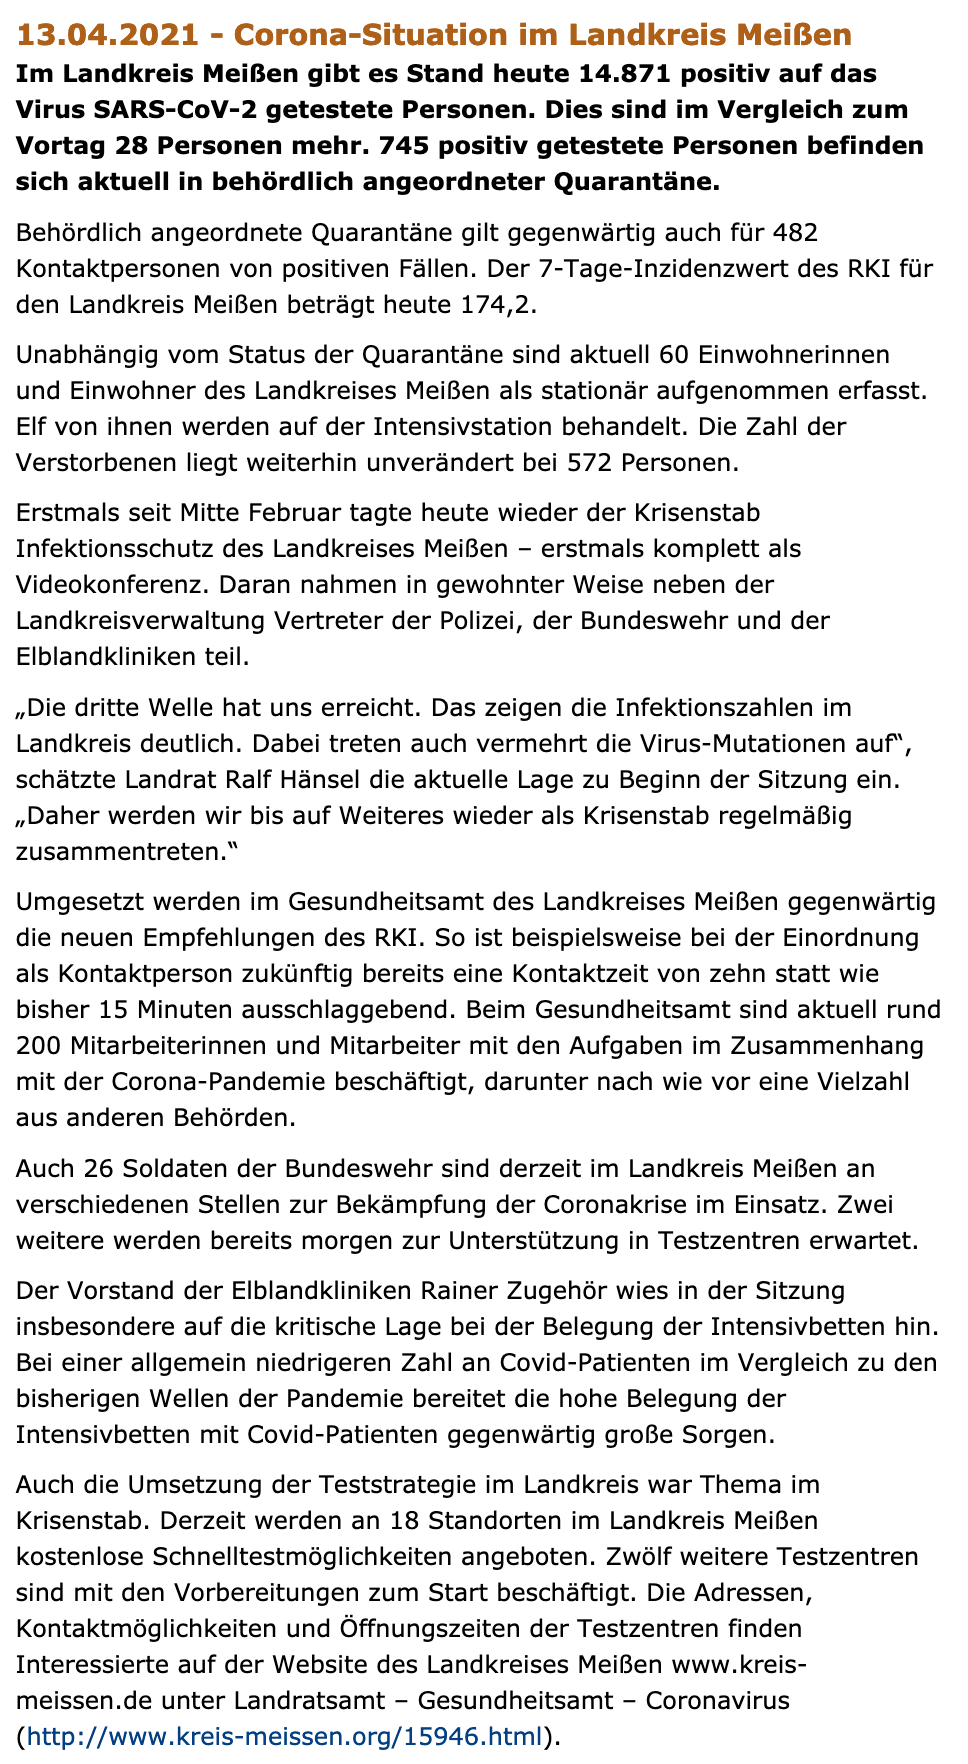 13.04.2021 - Corona-Situation im Landkreis Meißen
Im Landkreis Meißen gibt es Stand heute 14.871 positiv auf das
Virus SARS-CoV-2 getestete Personen. Dies sind im Vergleich zum
Vortag 28 Personen mehr. 745 positiv getestete Personen befinden
sich aktuell in behördlich angeordneter Quarantäne.
Behördlich angeordnete Quarantäne gilt gegenwärtig auch für 482
Kontaktpersonen von positiven Fällen. Der 7-Tage-Inzidenzwert des RKI für
den Landkreis Meißen beträgt heute 174,2.
Unabhängig vom Status der Quarantäne sind aktuell 60 Einwohnerinnen
und Einwohner des Landkreises Meißen als stationär aufgenommen erfasst.
Elf von ihnen werden auf der Intensivstation behandelt. Die Zahl der
Verstorbenen liegt weiterhin unverändert bei 572 Personen.
Erstmals seit Mitte Februar tagte heute wieder der Krisenstab
Infektionsschutz des Landkreises Meißen – erstmals komplett als
Videokonferenz. Daran nahmen in gewohnter Weise neben der
Landkreisverwaltung Vertreter der Polizei, der Bundeswehr und der
Elblandkliniken teil.
„Die dritte Welle hat uns erreicht. Das zeigen die Infektionszahlen im
Landkreis deutlich. Dabei treten auch vermehrt die Virus-Mutationen auf“,
schätzte Landrat Ralf Hänsel die aktuelle Lage zu Beginn der Sitzung ein.
„Daher werden wir bis auf Weiteres wieder als Krisenstab regelmäßig
zusammentreten.“
Umgesetzt werden im Gesundheitsamt des Landkreises Meißen gegenwärtig
die neuen Empfehlungen des RKI. So ist beispielsweise bei der Einordnung
als Kontaktperson zukünftig bereits eine Kontaktzeit von zehn statt wie
bisher 15 Minuten ausschlaggebend. Beim Gesundheitsamt sind aktuell rund
200 Mitarbeiterinnen und Mitarbeiter mit den Aufgaben im Zusammenhang
mit der Corona-Pandemie beschäftigt, darunter nach wie vor eine Vielzahl
aus anderen Behörden.
Auch 26 Soldaten der Bundeswehr sind derzeit im Landkreis Meißen an
verschiedenen Stellen zur Bekämpfung der Coronakrise im Einsatz. Zwei
weitere werden bereits morgen zur Unterstützung in Testzentren erwartet.
Der Vorstand der Elblandkliniken Rainer Zugehör wies in der Sitzung
insbesondere auf die kritische Lage bei der Belegung der Intensivbetten hin.
Bei einer allgemein niedrigeren Zahl an Covid-Patienten im Vergleich zu den
bisherigen Wellen der Pandemie bereitet die hohe Belegung der
Intensivbetten mit Covid-Patienten gegenwärtig große Sorgen.
Auch die Umsetzung der Teststrategie im Landkreis war Thema im
Krisenstab. Derzeit werden an 18 Standorten im Landkreis Meißen
kostenlose Schnelltestmöglichkeiten angeboten. Zwölf weitere Testzentren
sind mit den Vorbereitungen zum Start beschäftigt. Die Adressen,
Kontaktmöglichkeiten und Öffnungszeiten der Testzentren finden
Interessierte auf der Website des Landkreises Meißen www.kreis-
meissen.de unter Landratsamt – Gesundheitsamt – Coronavirus
(http://www.kreis-meissen.org/15946.html).